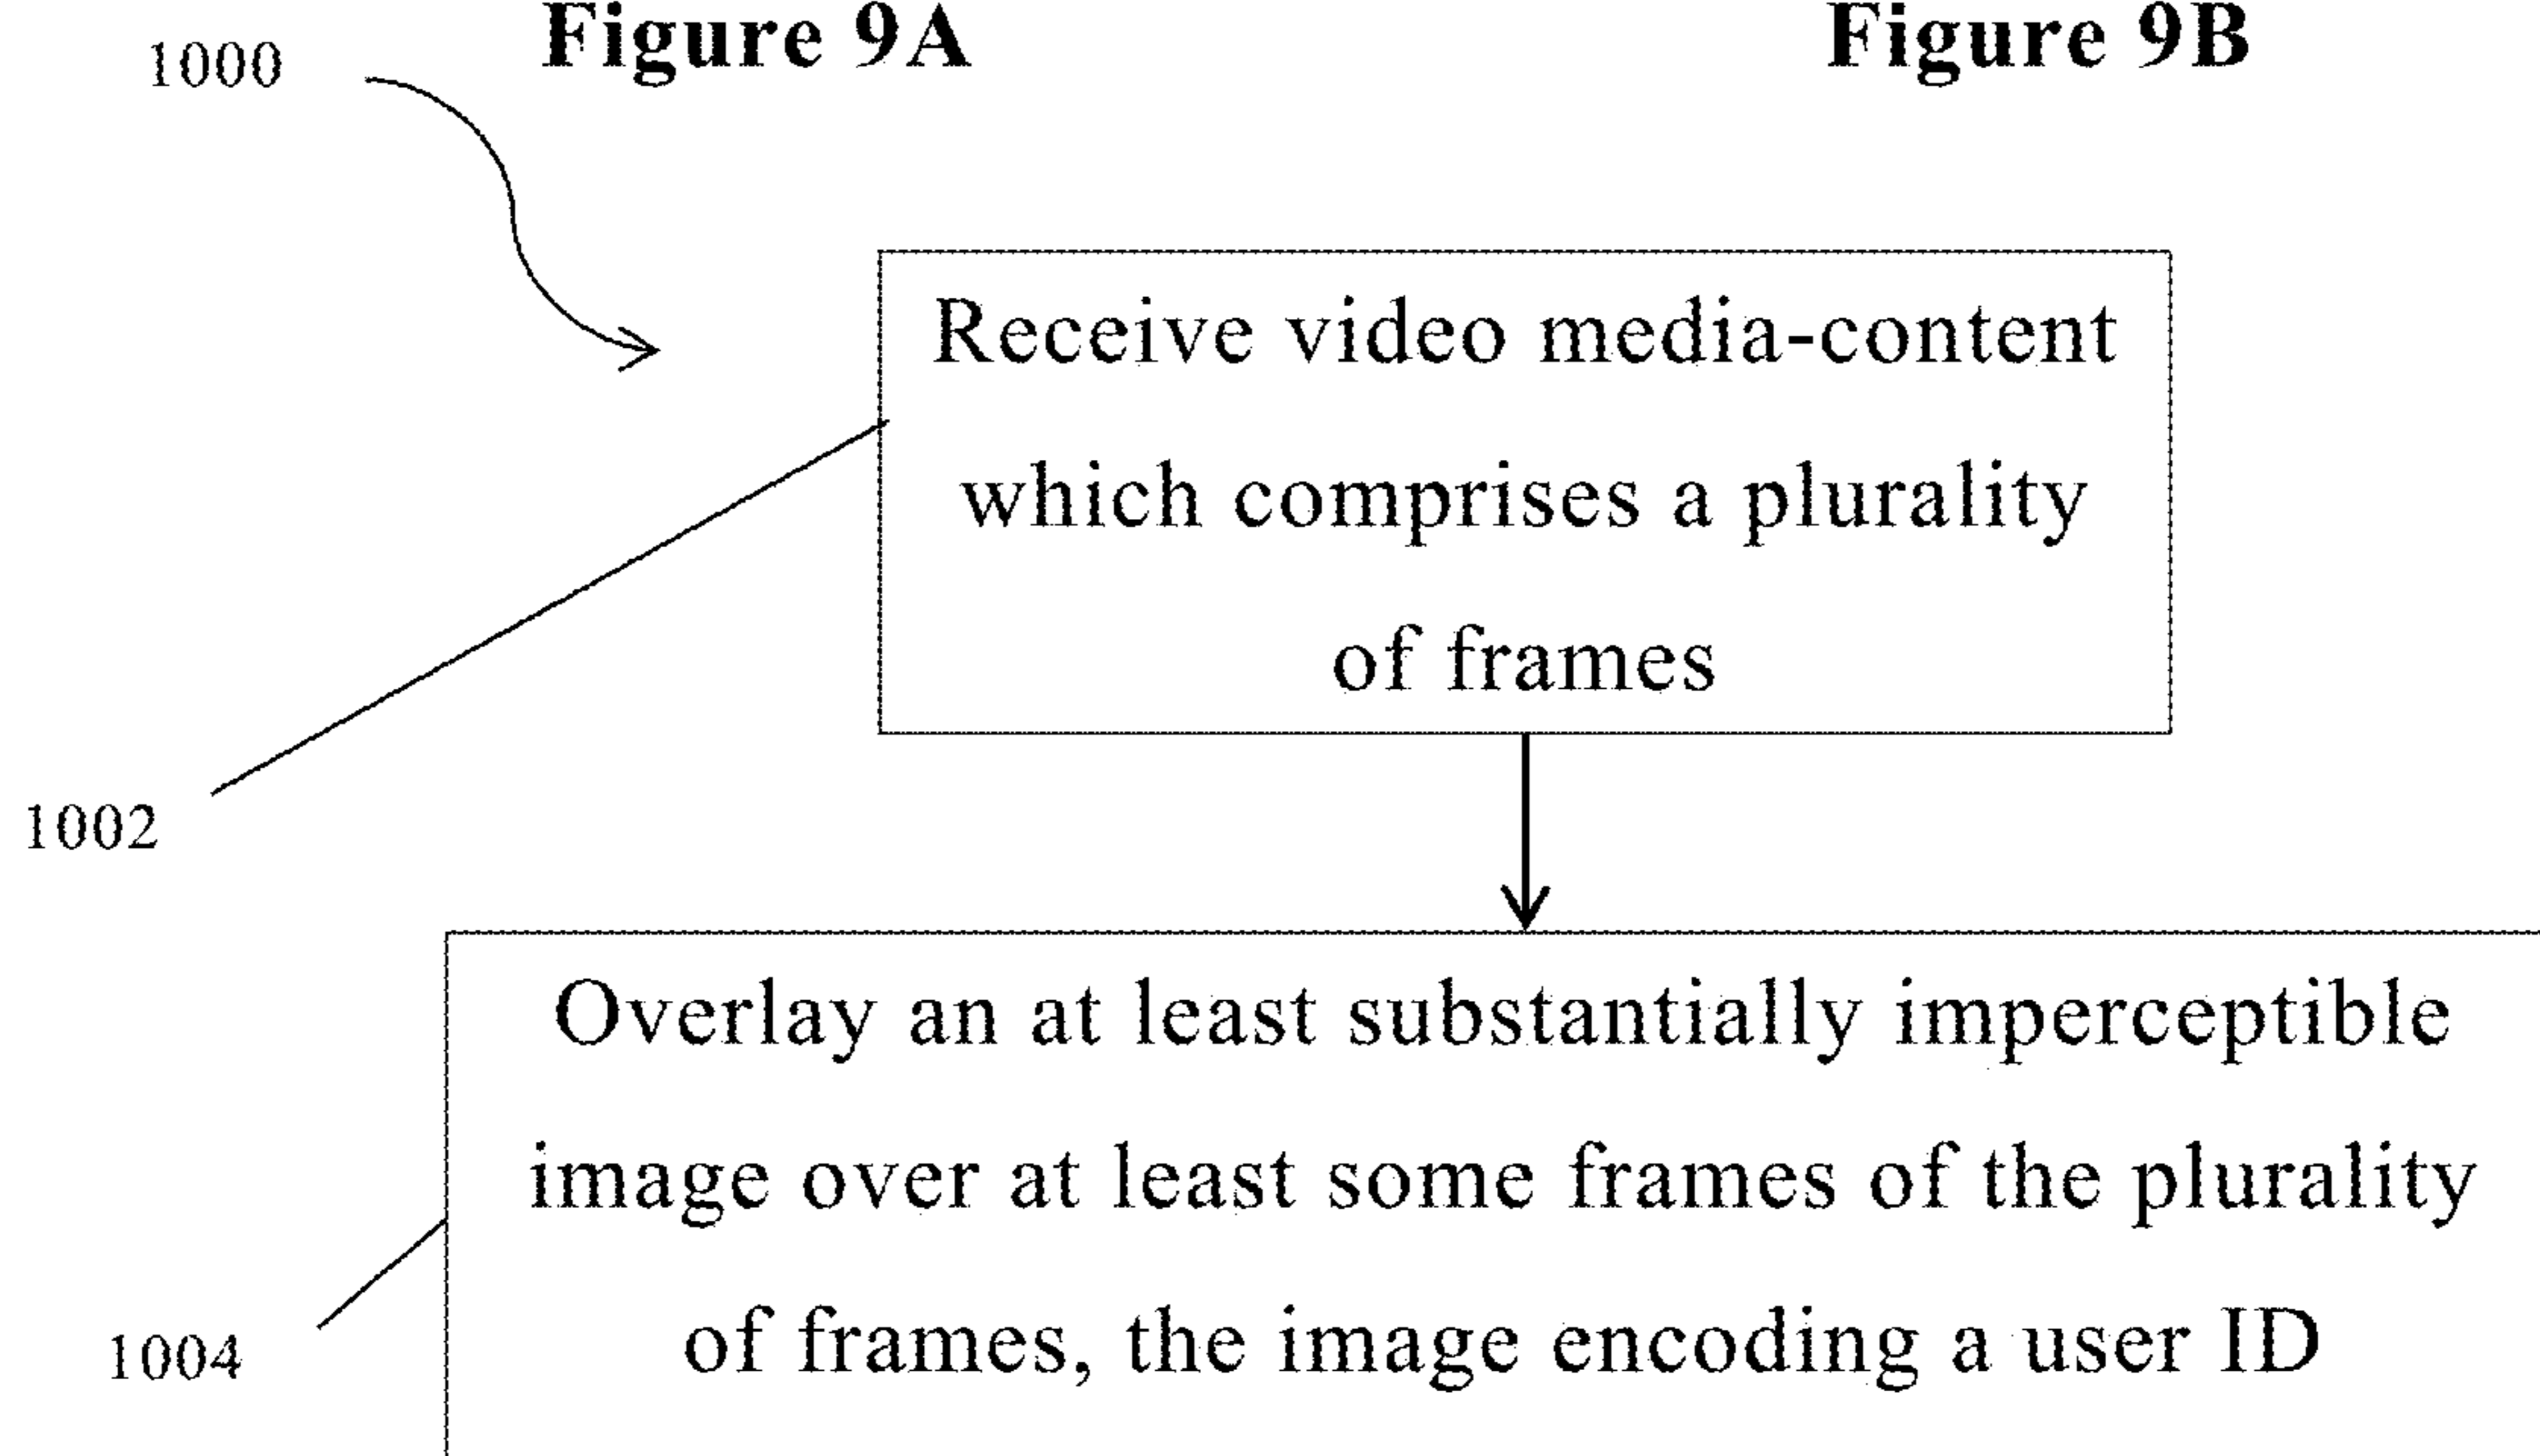 Figure 9A
Figure 9B
1000
Receive video media-content
which comprises a plurality
of frames
1002
Overlay an at least substantially imperceptible
image over at least some frames of the plurality
of frames, the image encoding a user ID
1004